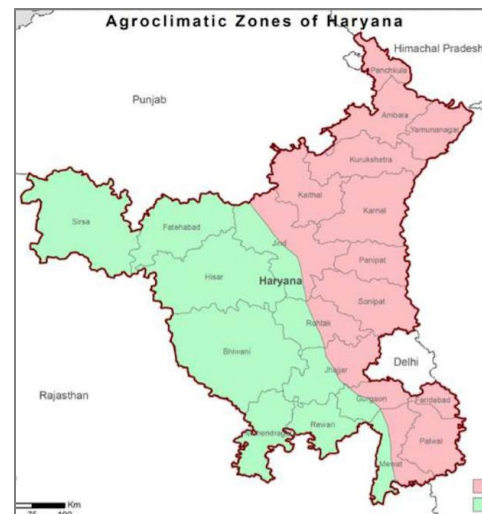 Agroclimatic Zones of Haryana
Himachal Pradesh
Panchkula
Punjab
Ambara
Yamunanagar
Kurukshetra
Kaithal
Karnal
Sirsa
Fatehabad
Jind
Panipat
Hisar
Haryana
Sonipat
Rohtak
Bhiwani
Delhi
Jhajjar
Rajasthan
Gurgaon
Faridabad
Rewari
Palwal
Mewat
Km